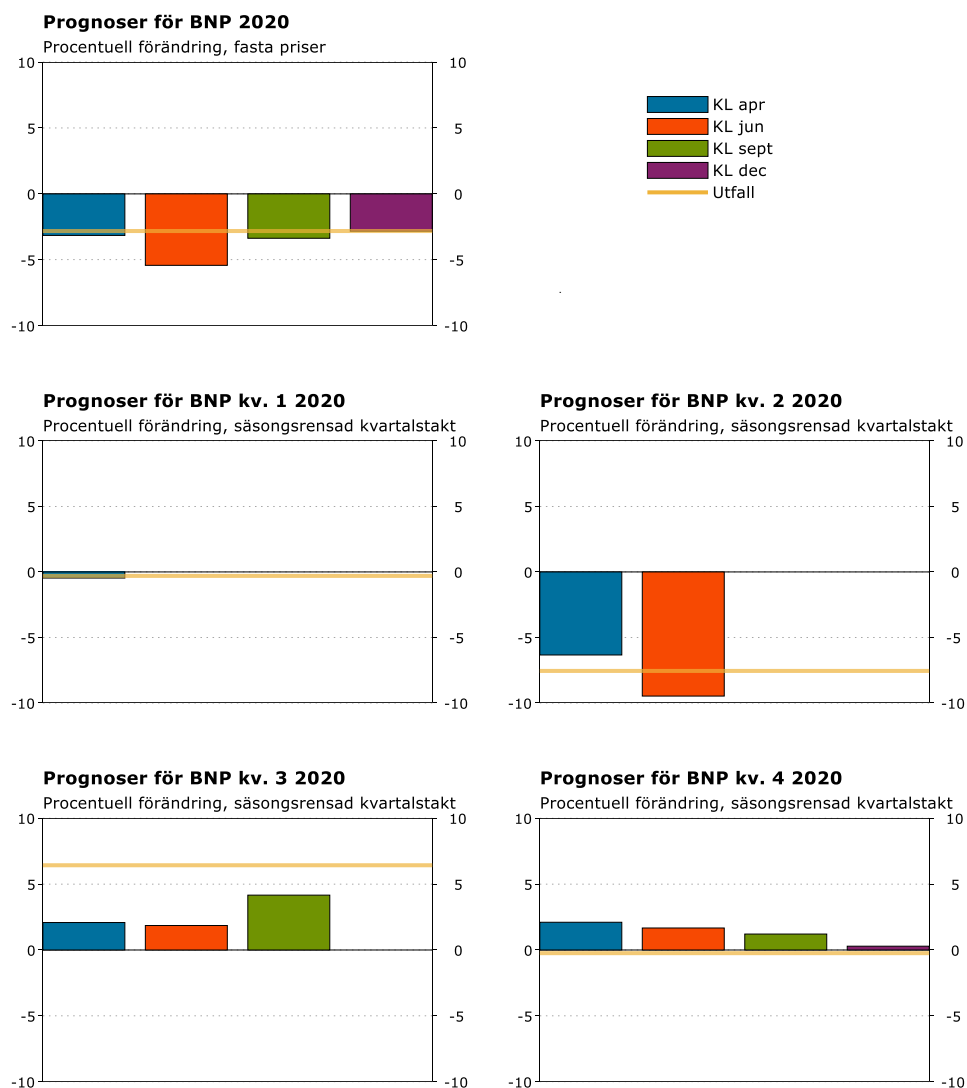 Prognoser för BNP 2020
Procentuell förändring, fasta priser
10 10
5 5
0 0
-5 -5
-10 -10
KL apr
KL jun
KL sept
KL dec
Utfall
Prognoser för BNP kv. 1 2020
Procentuell förändring, säsongsrensad kvartalstakt
10 10
5 5
0 0
-5 -5
-10 -10
Prognoser för BNP kv. 2 2020
Procentuell förändring, säsongsrensad kvartalstakt
10 10
5 5
0 0
-5 -5
-10 -10
Prognoser för BNP kv. 3 2020
Procentuell förändring, säsongsrensad kvartalstakt
10 10
5 5
0 0
-5 -5
-10 -10
Prognoser för BNP kv. 4 2020
Procentuell förändring, säsongsrensad kvartalstakt
10 10
5 5
0 0
-5 -5
-10 -10